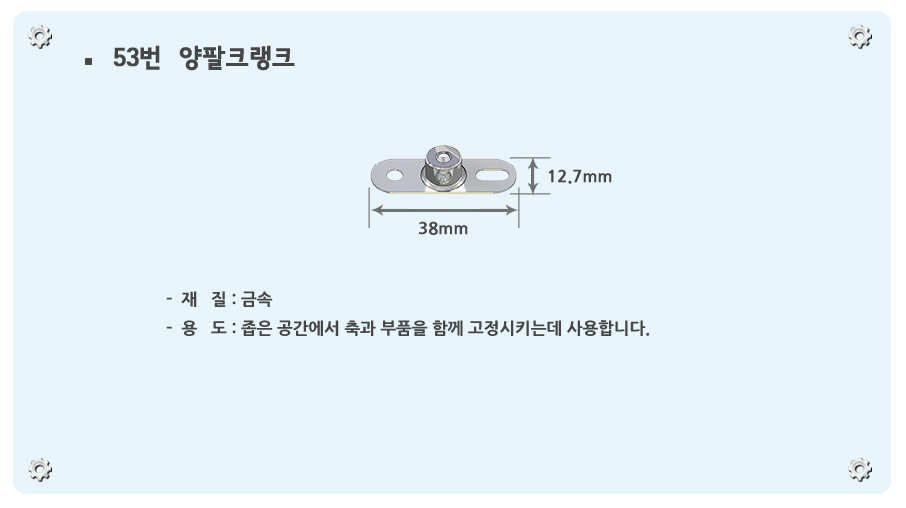 ▪ 53번 양팔크랭크
12.7mm
38mm
- 재 질 : 금속
- 용 도 : 좁은 공간에서 축과 부품을 함께 고정시키는데 사용합니다.